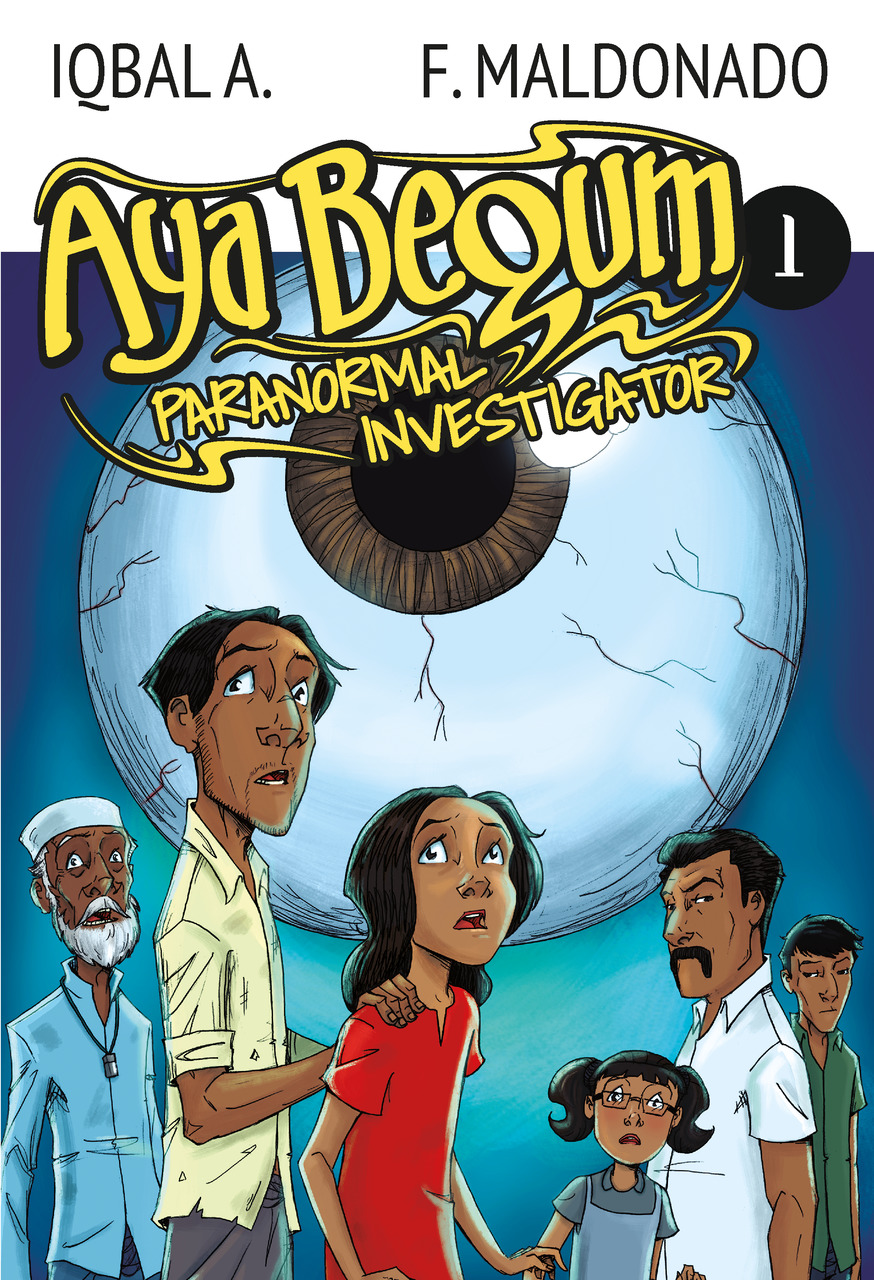 IQBAL A. F. MALDONADO
Aya Begum
1
PARANORMAL
INVESTIGATOR